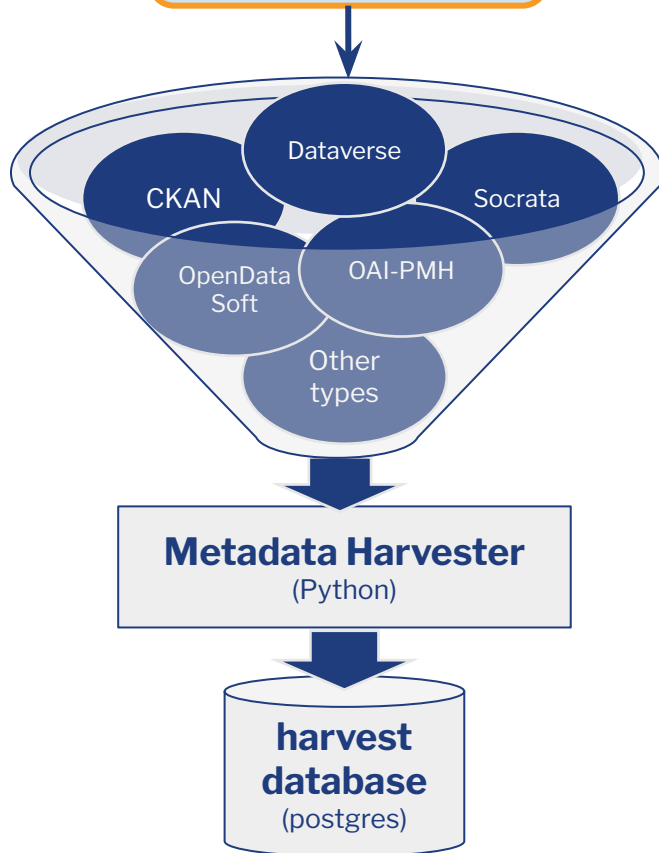 Dataverse
CKAN
Socrata
OpenData
Soft
OAI-PMH
Other
types
Metadata Harvester
(Python)
harvest
database
(postgres)